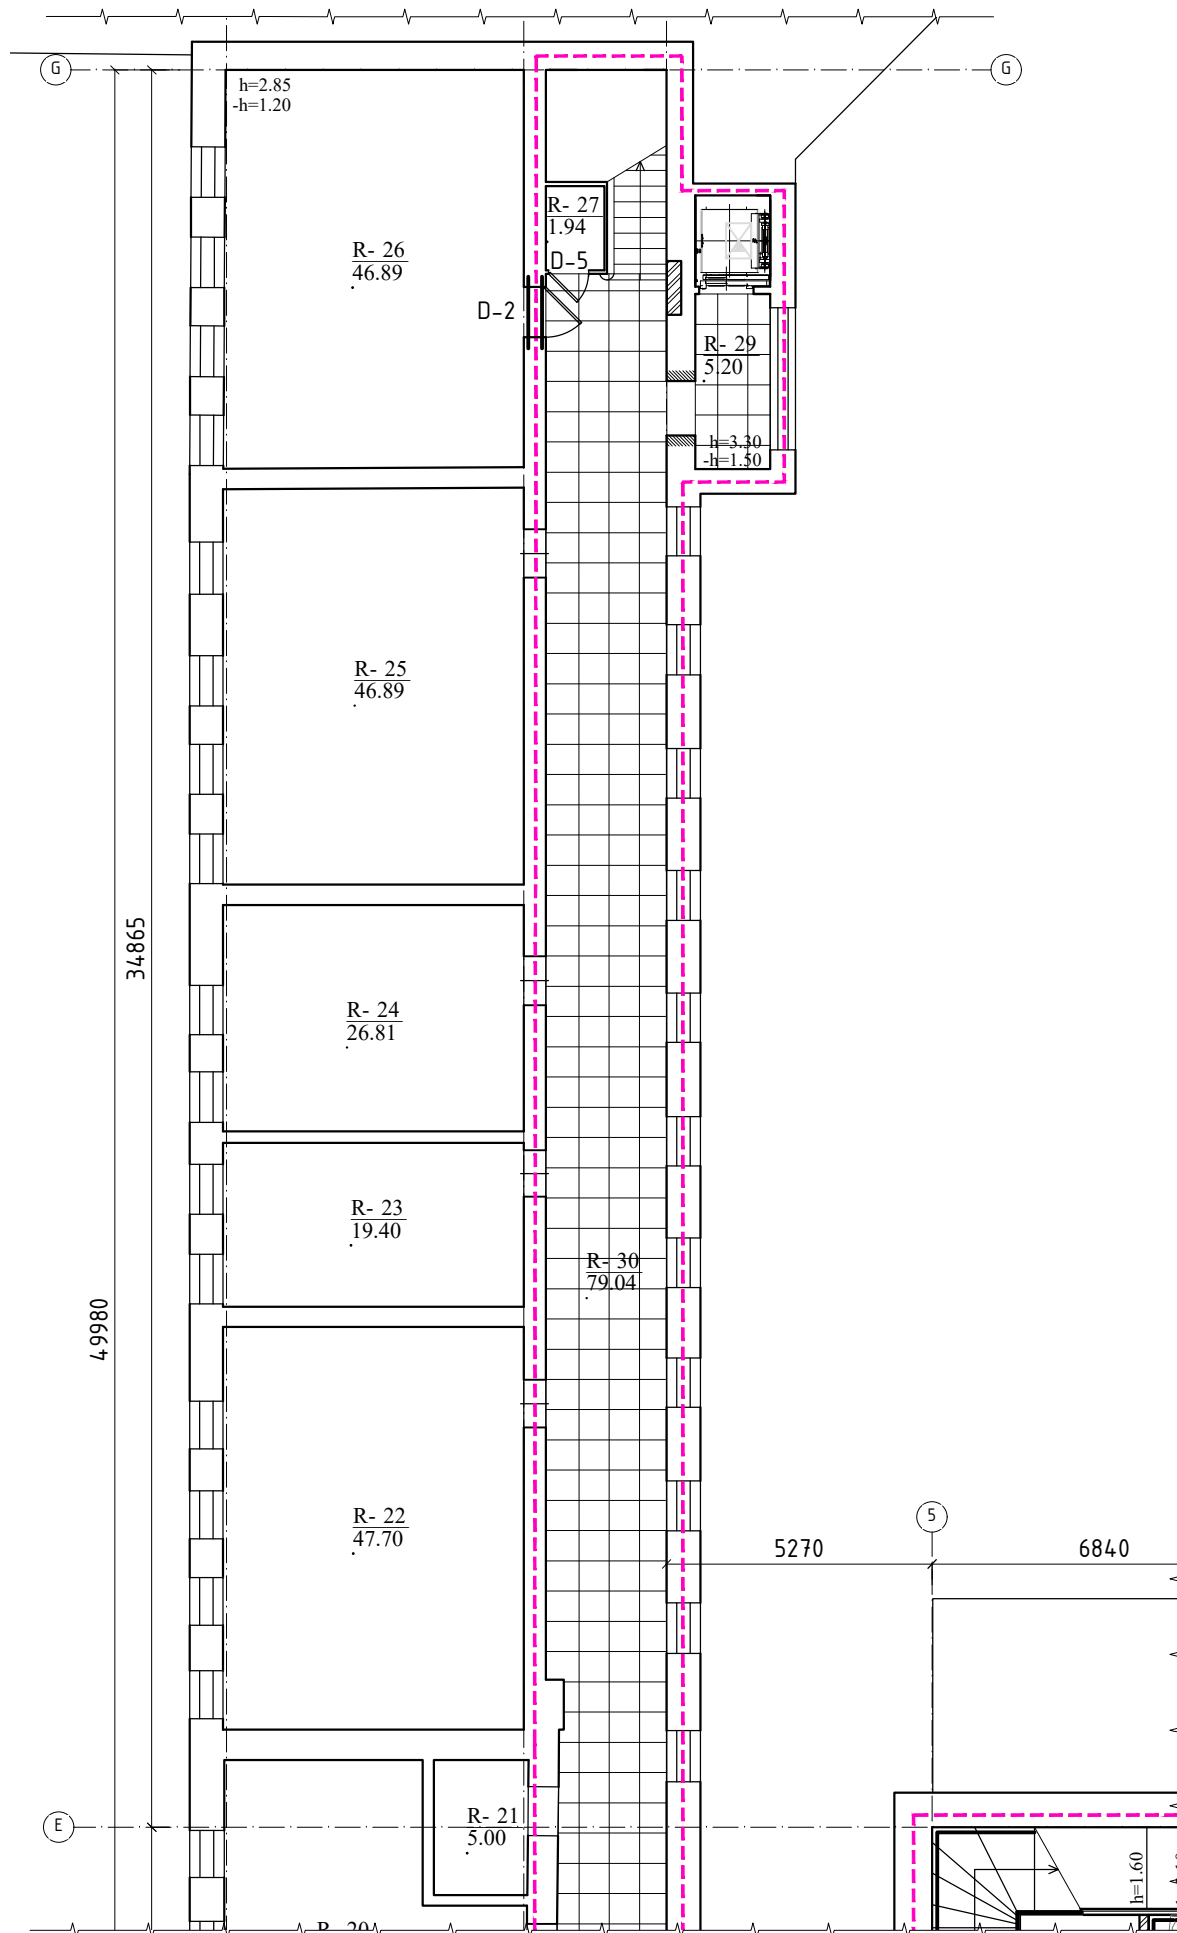 G
G
h=2.85
-h=1.20
R- 27
1.94
R- 26
46.89
D-5
D-2
R- 29
5.20
h=3.30
-h=1.50
R- 25
46.89
34865
R- 24
26.81
R- 23
19.40
R- 30
79.04
49980
R- 22
47.70
5
5270
6840
R- 21
5.00
E
h=1.60
R- 20